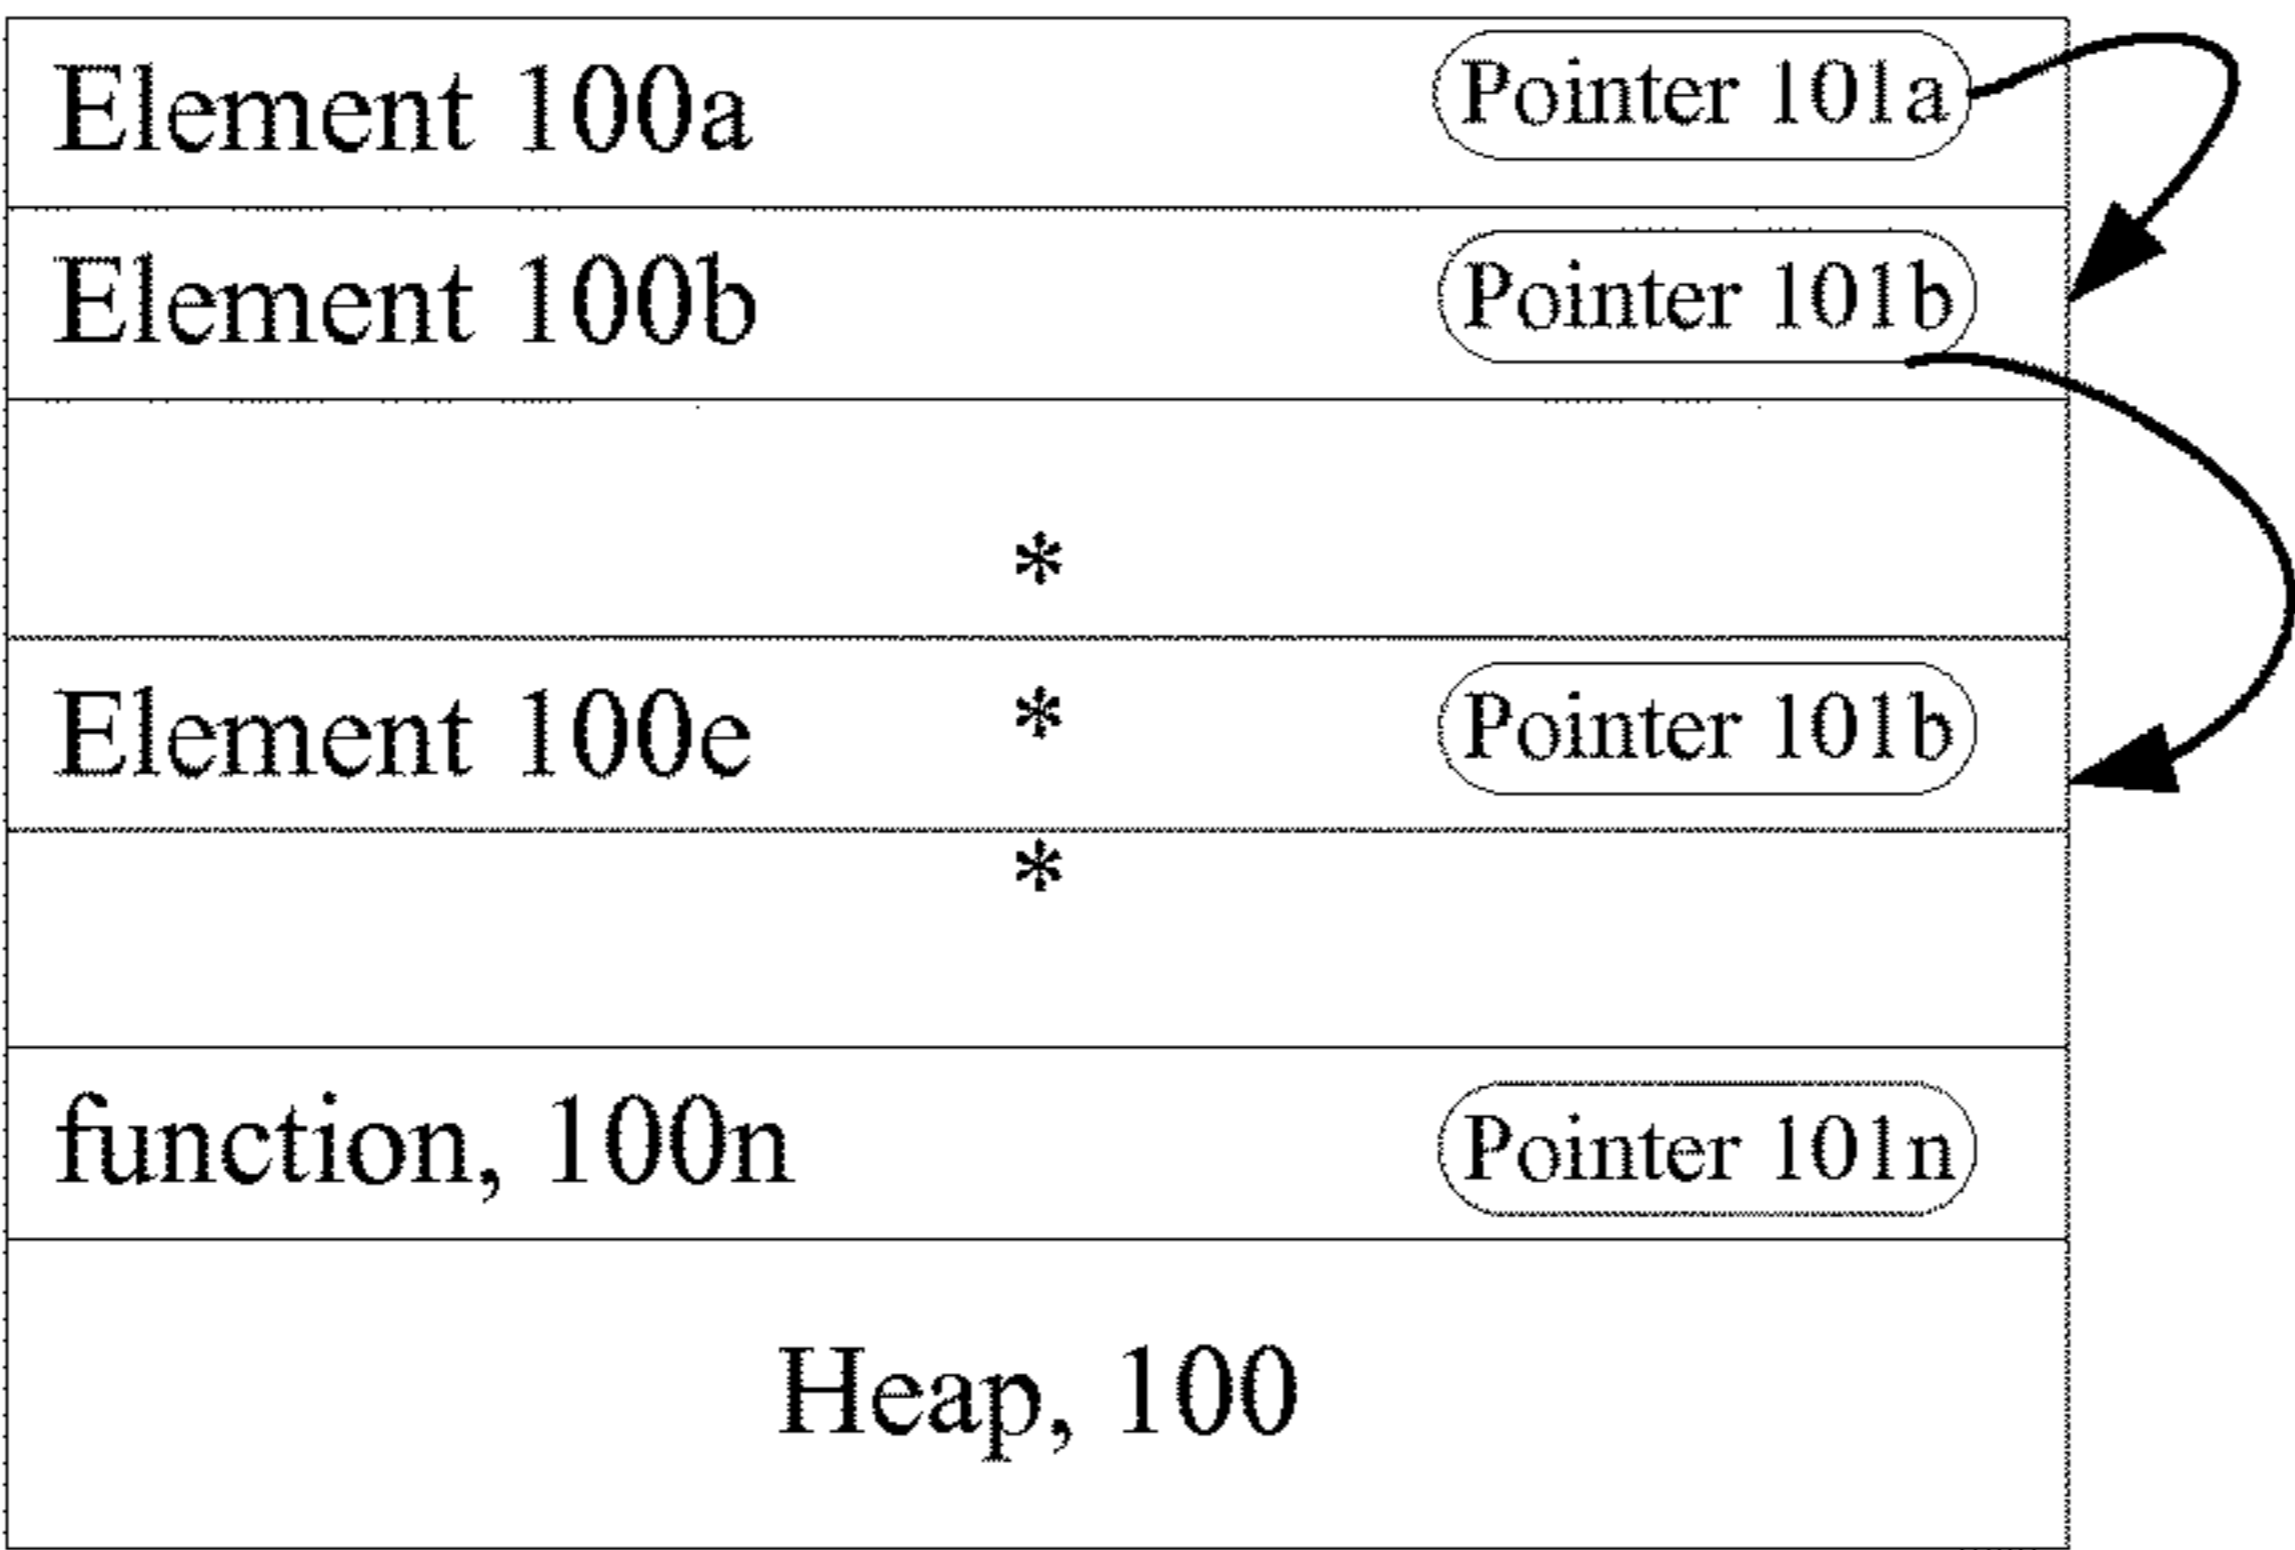 Element 100a Pointer 101a
Element 100b Pointer 101b
*
Element 100e * Pointer 101b
*
function, 100n Pointer 101n
Heap, 100